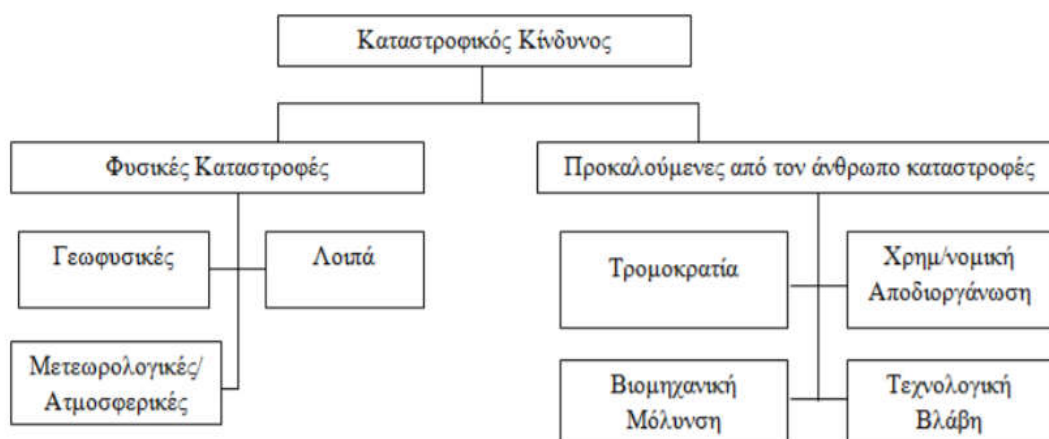 Καταστροφικός Κίνδυνος
Φυσικές Καταστροφές
Προκαλούμενες από τον άνθρωπο καταστροφές
Γεωφυσικές
Λοιπά
Μετεωρολογικές/
Ατμοσφερικές
Τρομοκρατία
Χρημ/νομική
Αποδιοργάνωση
Βιομηχανική
Μόλυνση
Τεχνολογική
Βλάβη